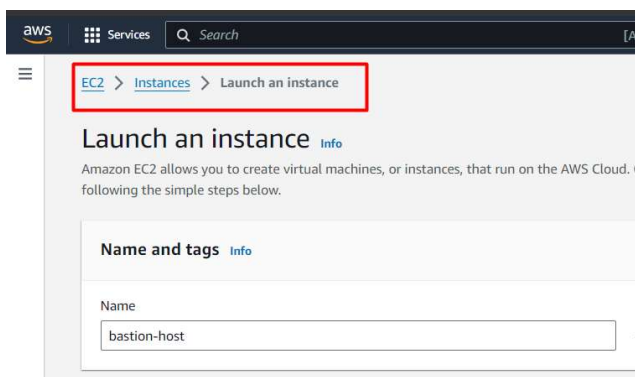 aws Services Search [A
EC2 > Instances > Launch an instance
Launch an instance Info
Amazon EC2 allows you to create virtual machines, or instances, that run on the AWS Cloud.
following the simple steps below.
Name and tags Info
Name
bastion-host